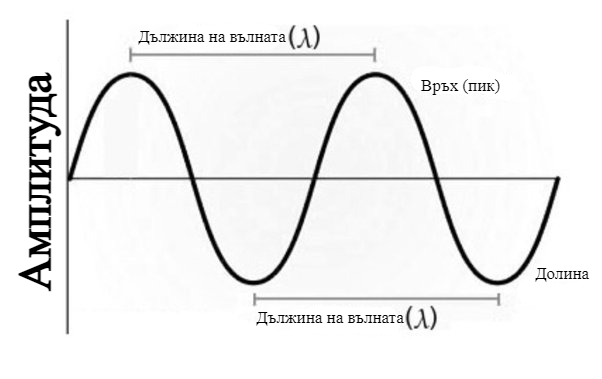 Дължина на вълната(λ)
Връх (пик)
Амплитуда
Долина
Дължина на вълната(λ)